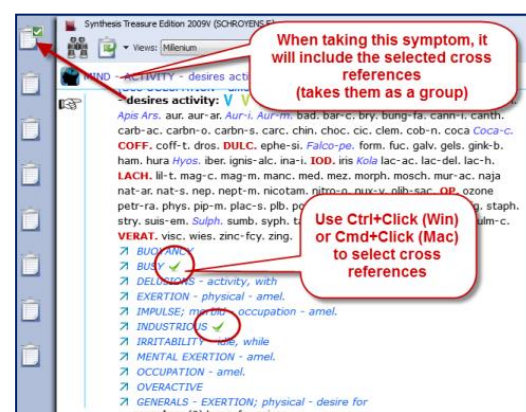 Synthesis Treasure Edition 2009V (SCHROYENS F)
Views: Millenium
When taking this symptom, it
will include the selected cross
references
(takes them as a group)
MIND - ACTIVITY - desires acti
- desires activity: V V
Apis Ars. aur. aur-ar. Aur-i. Aur-m. bad. bar-c. bry. bung-fa. cann-i. canth.
carb-ac. carbn-o. carbn-s. carc. chin. choc. cic. clem. cob-n. coca Coca-c.
COFF. coff-t. dros. DULC. ephe-si. Falco-pe. form. fuc. galv. gels. gink-b.
ham. hura Hyos. iber. ignis-alc. ina-i. IOD. iris Kola lac-ac. lac-del. lac-h.
LACH. lil-t. mag-c. mag-m. manc. med. mez. morph. mosch. mur-ac. naja
nat-ar. nat-s. nep. nept-m. nicotam. nitro-o. nux-v. olib-sac. OP. ozone
petr-ra. phys. pip-m. plac-s. plb. staph.
stry. suis-em. Sulph. sumb. syph. ulm-c.
VERAT. visc. wies. zinc-fcy. zing.
Use Ctrl+Click (Win)
or Cmd+Click (Mac)
to select cross
references
BUOYANCY
BUSY
DELUSIONS - activity, with
EXERTION - physical - amel.
IMPULSE; morbid - occupation - amel.
INDUSTRIOUS
IRRITABILITY - idle, while
MENTAL EXERTION - amel.
OCCUPATION - amel.
OVERACTIVE
GENERALS - EXERTION; physical - desire for